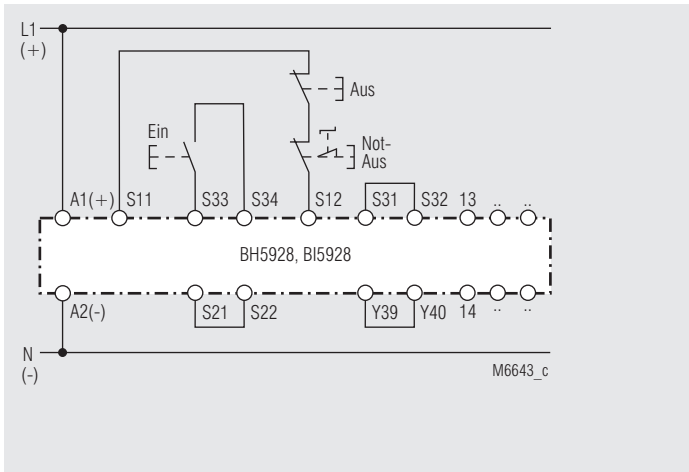 L1
(+)
Aus
Ein
Not-
Aus
A1(+) S11 S33 S34 S12 S31 S32 13 .. ..
BH5928, BI5928
A2(-) S21 S22 Y39 Y40 14 .. ..
N
(-)
M6643_c